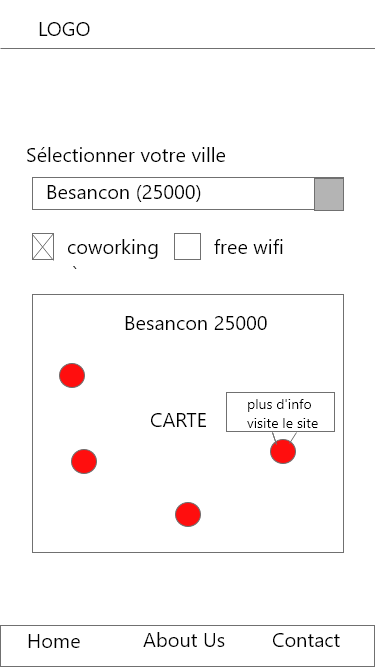 LOGO
Sélectionner votre ville
Besancon (25000)
coworking free wifi
`
Besancon 25000
CARTE
plus d'info
visite le site
Home About Us Contact